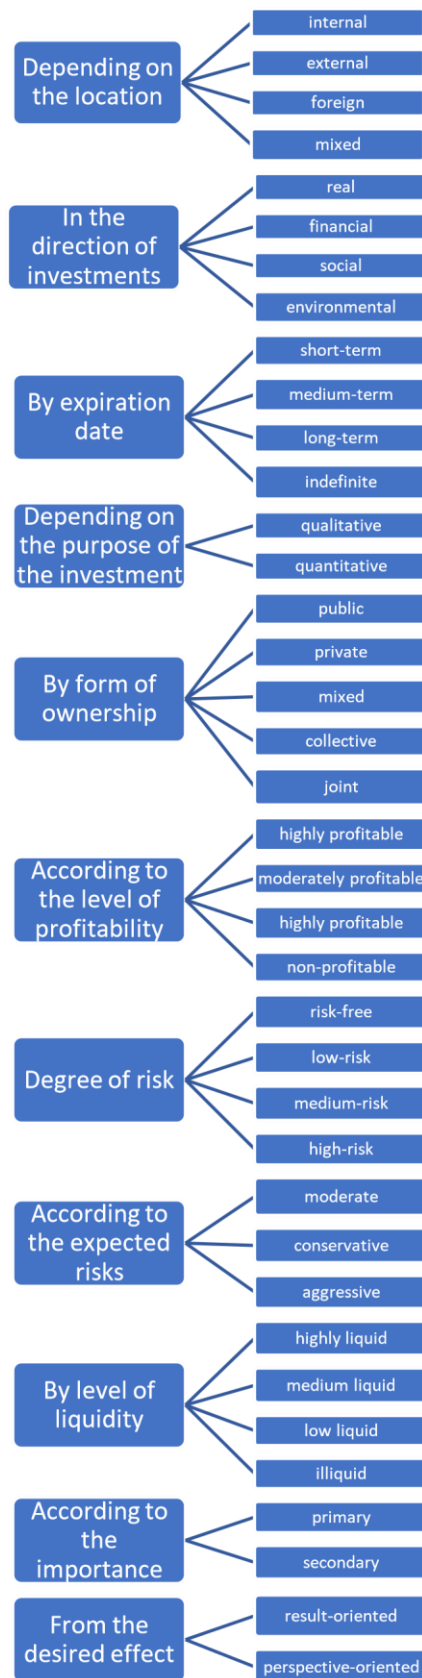 Depending on
the location
internal
external
foreign
mixed
In the
direction of
investments
real
financial
social
environmental
By expiration
date
short-term
medium-term
long-term
indefinite
Depending on
the purpose of
the investment
qualitative
quantitative
By form of
ownership
public
private
mixed
collective
joint
According to
the level of
profitability
highly profitable
moderately profitable
highly profitable
non-profitable
Degree of risk
risk-free
low-risk
medium-risk
high-risk
According to
the expected
risks
moderate
conservative
aggressive
By level of
liquidity
highly liquid
medium liquid
low liquid
illiquid
According to
the
importance
primary
secondary
From the
desired effect
result-oriented
perspective-oriented